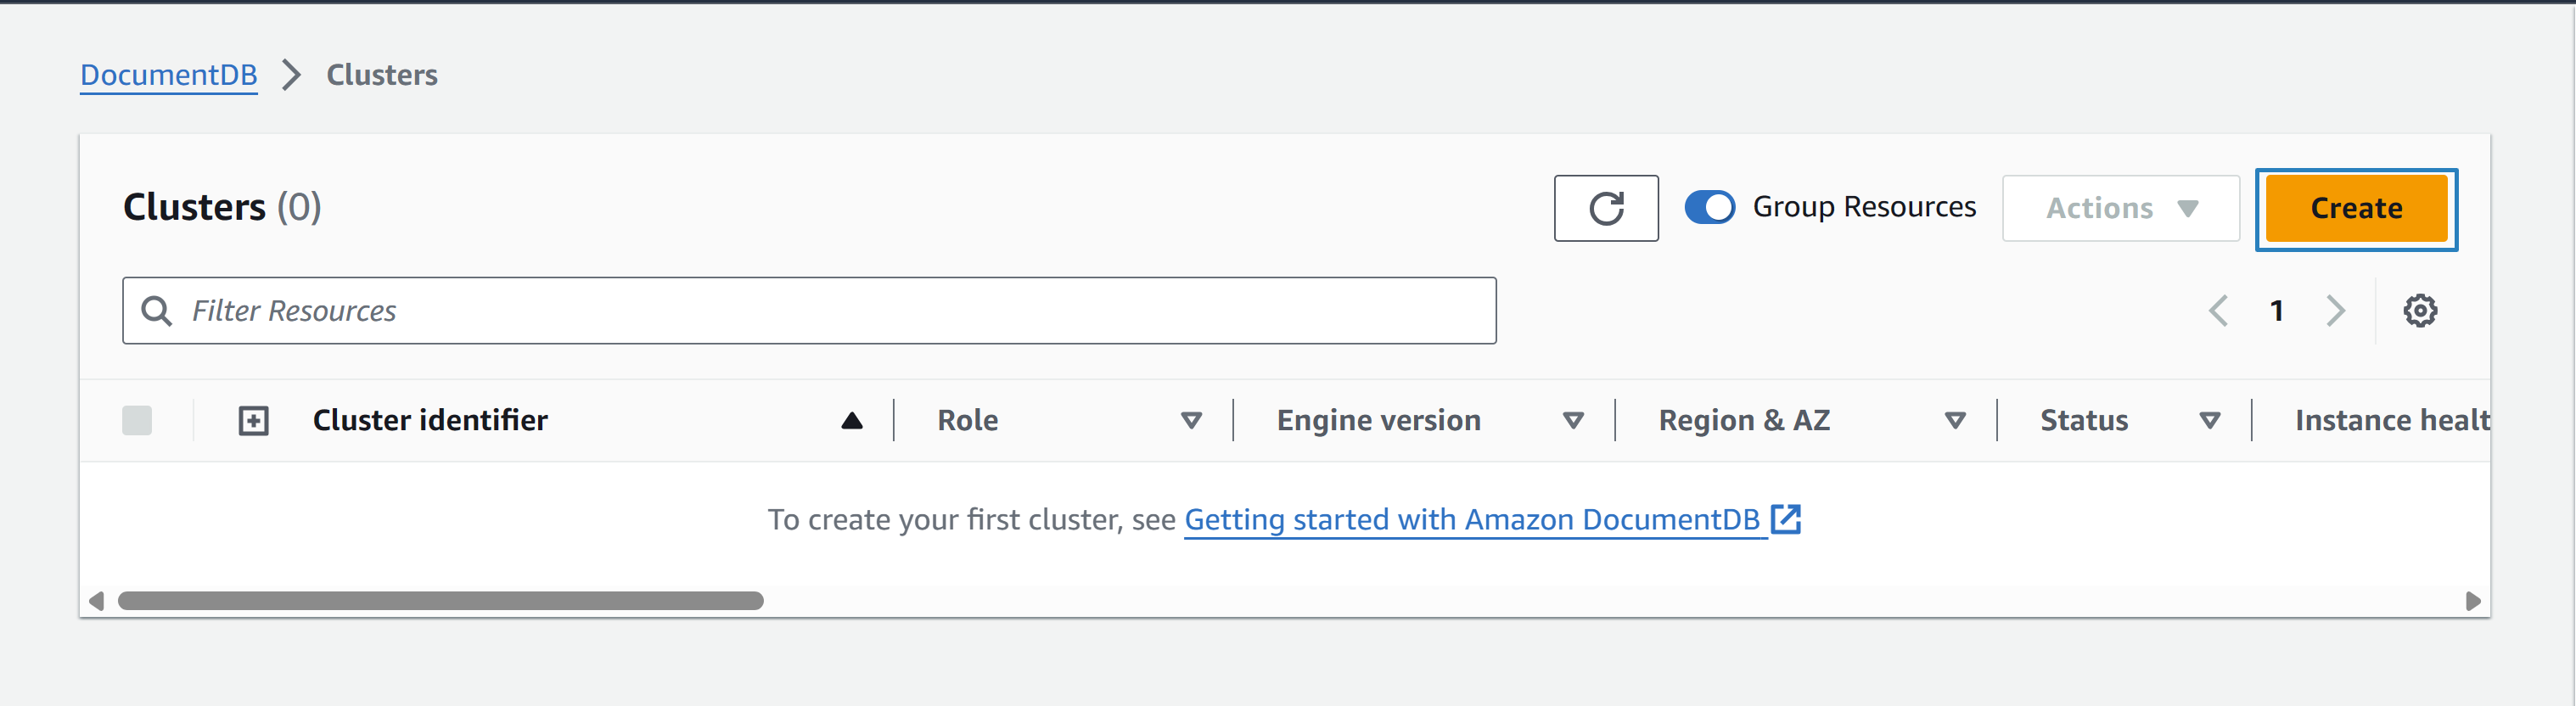 DocumentDB > Clusters
Clusters (0)
Group Resources
Actions
Create
Filter Resources
1
Cluster identifier
Role
Engine version
Region & AZ
Status
Instance healt
To create your first cluster, see Getting started with Amazon DocumentDB